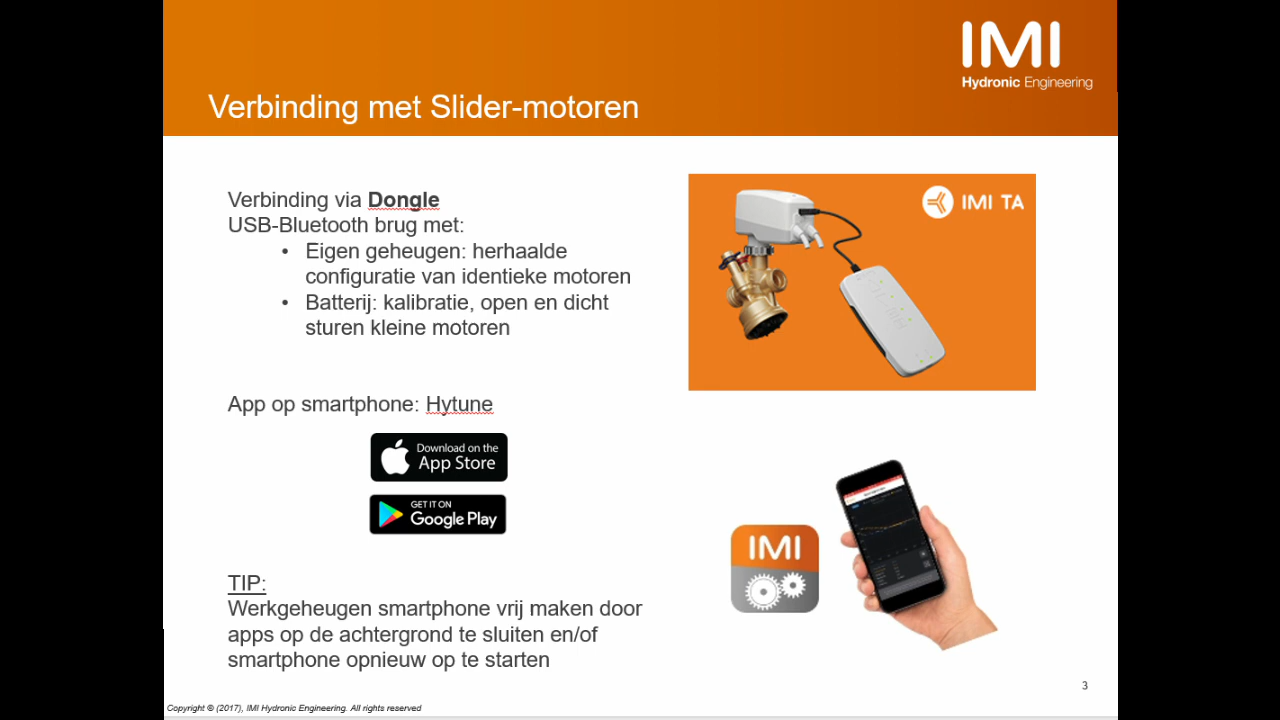 IMI
Hydronic Engineering
Verbinding met Slider-motoren
Verbinding via Dongle
USB-Bluetooth brug met:
• Eigen geheugen: herhaalde
configuratie van identieke motoren
• Batterij: kalibratie, open en dicht
sturen kleine motoren
IMI TA
App op smartphone: Hytune
Download on the
App Store
GET IT ON
Google Play
IMI
TIP:
Werkgeheugen smartphone vrij maken door
apps op de achtergrond te sluiten en/of
smartphone opnieuw op te starten
3
Copyright © (2017), IMI Hydronic Engineering. All rights reserved